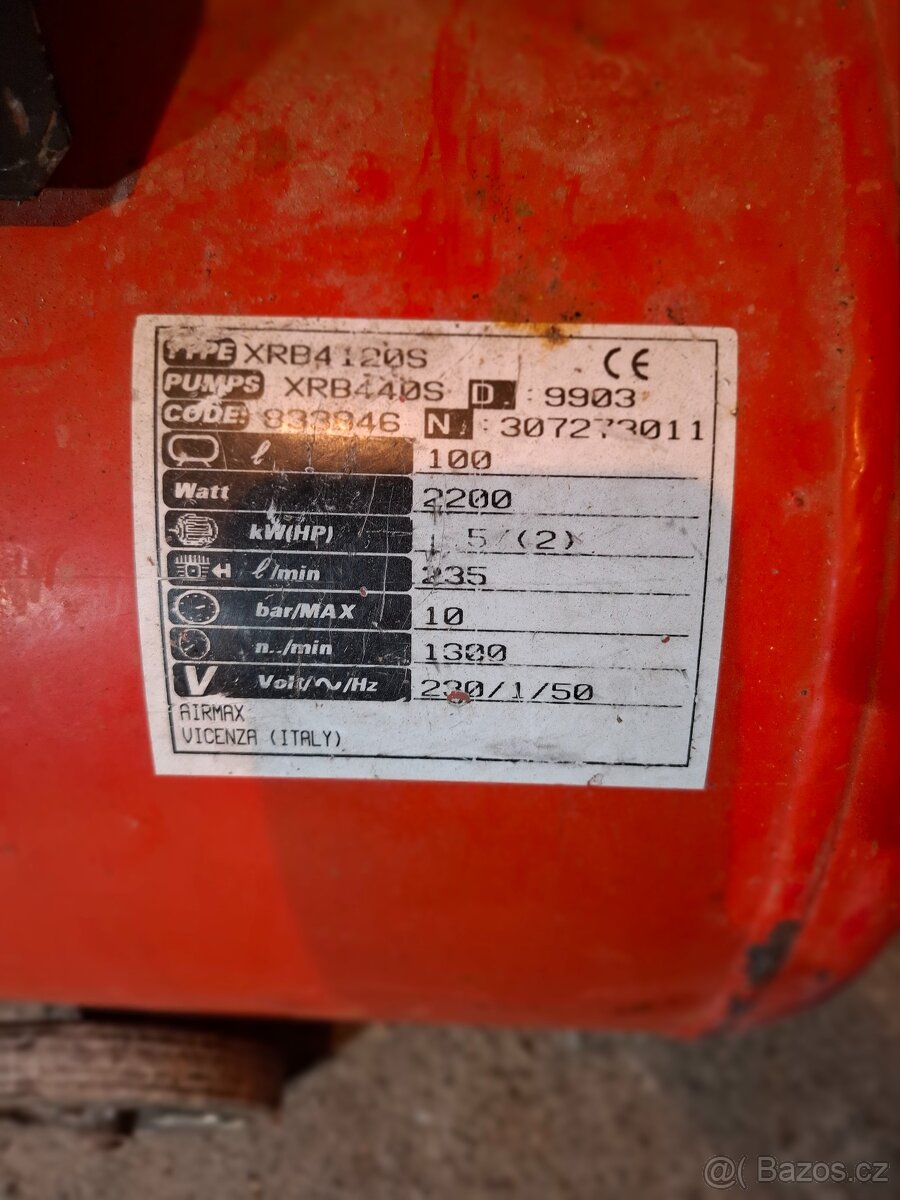 TYPE XRB4120S CE
PUMPS XRB440S D. : 9903
CODE: 833846 N. : 307273011
ℓ 100
Watt 2200
kW(HP) 5/(2)
ℓ/min 235
bar/MAX 10
n../min 1300
V Volt/~/Hz 230/1/50
AIRMAX
VICENZA (ITALY)
@( Bazos.cz